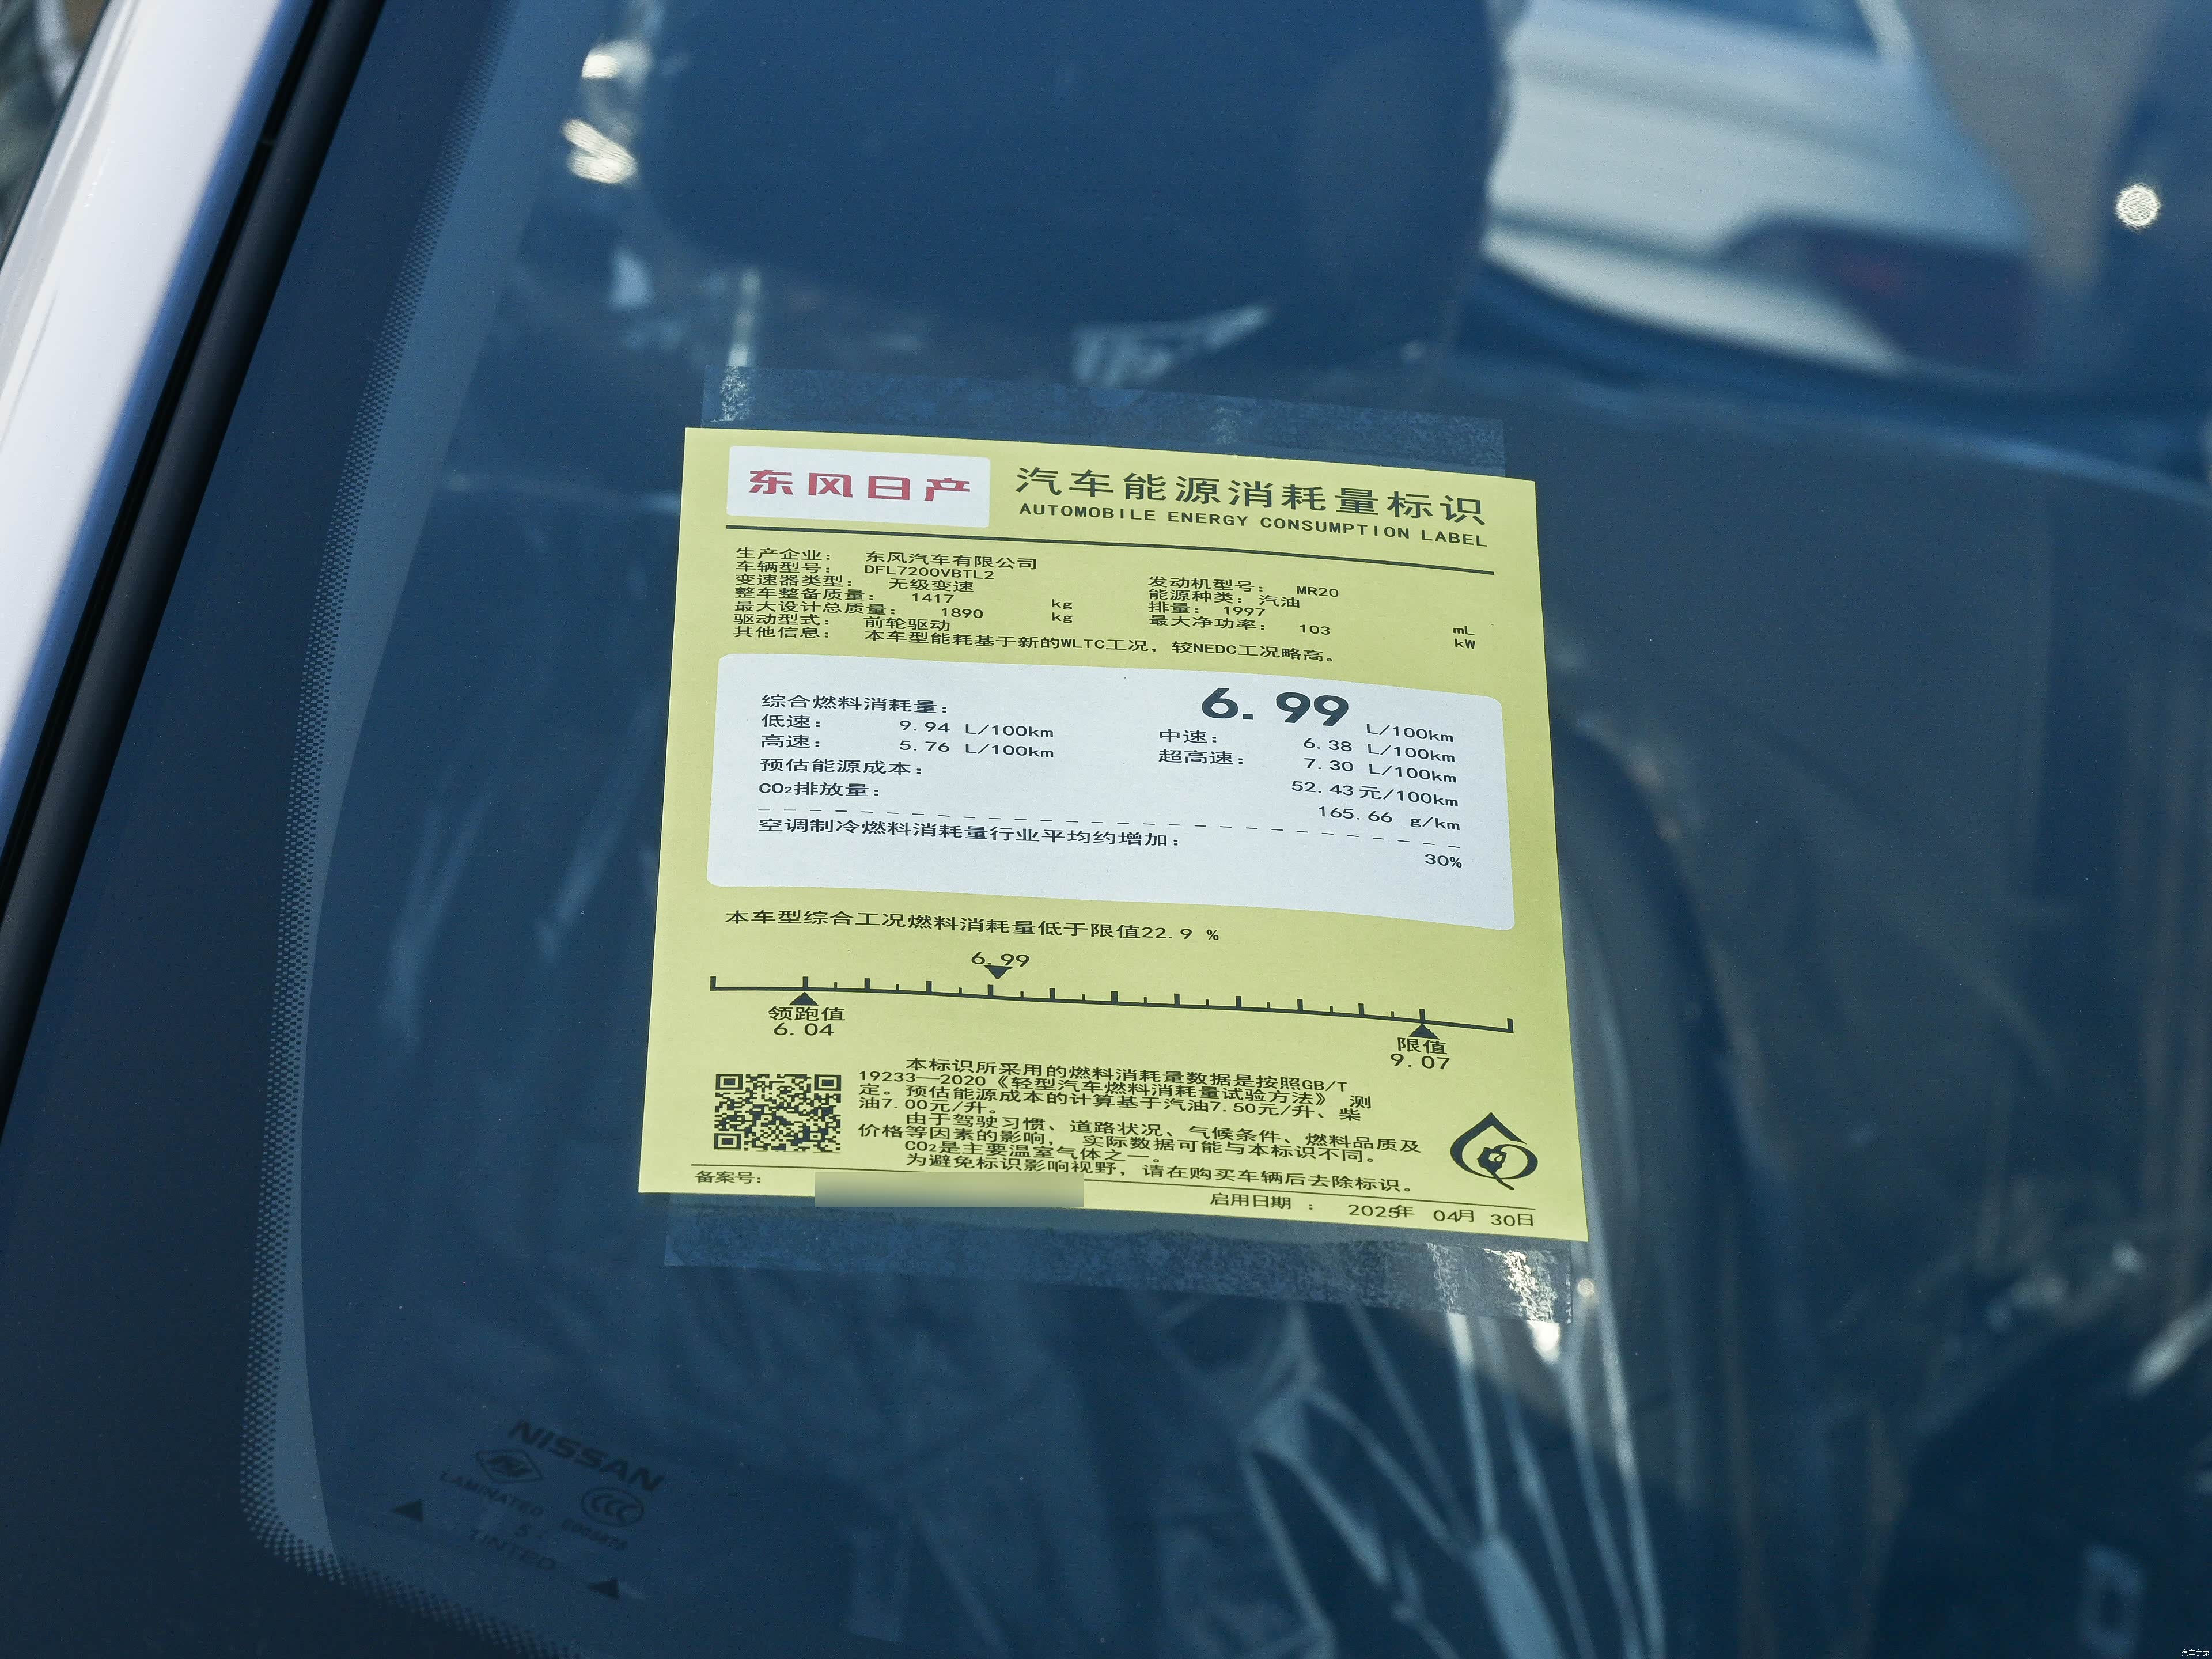 东风日产
汽车能源消耗量标识
AUTOMOBILE ENERGY CONSUMPTION LABEL
生产企业: 东风汽车有限公司
车辆型号: DFL7200VBTL2 发动机型号: MR20
变速器类型: 无级变速 能源种类: 汽油
整车整备质量: 1417 kg 排量: 1997 mL
最大设计总质量: 1890 kg 最大净功率: 103 kW
驱动型式: 前轮驱动
其他信息: 本车型能耗基于新的WLTC工况,较NEDC工况略高。
综合燃料消耗量: 6.99 L/100km
低速: 9.94 L/100km 中速: 6.38 L/100km
高速: 5.76 L/100km 超高速: 7.30 L/100km
预估能源成本: 52.43元/100km
CO₂排放量: 165.66 g/km
空调制冷燃料消耗量行业平均约增加: 30%
本车型综合工况燃料消耗量低于限值22.9 %
6.99
领跑值
6.04
限值
9.07
本标识所采用的燃料消耗量数据是按照GB/T
19233—2020《轻型汽车燃料消耗量试验方法》 测
定。预估能源成本的计算基于汽油7.50元/升、柴
油7.00元/升。
由于驾驶习惯、道路状况、气候条件、燃料品质及
价格等因素的影响, 实际数据可能与本标识不同。
CO₂是主要温室气体之一。
为避免标识影响视野,请在购买车辆后去除标识。
备案号:
启用日期 : 2025年 04月 30日
NISSAN
LAMINATED
CCC
5
TINTED
汽车之家